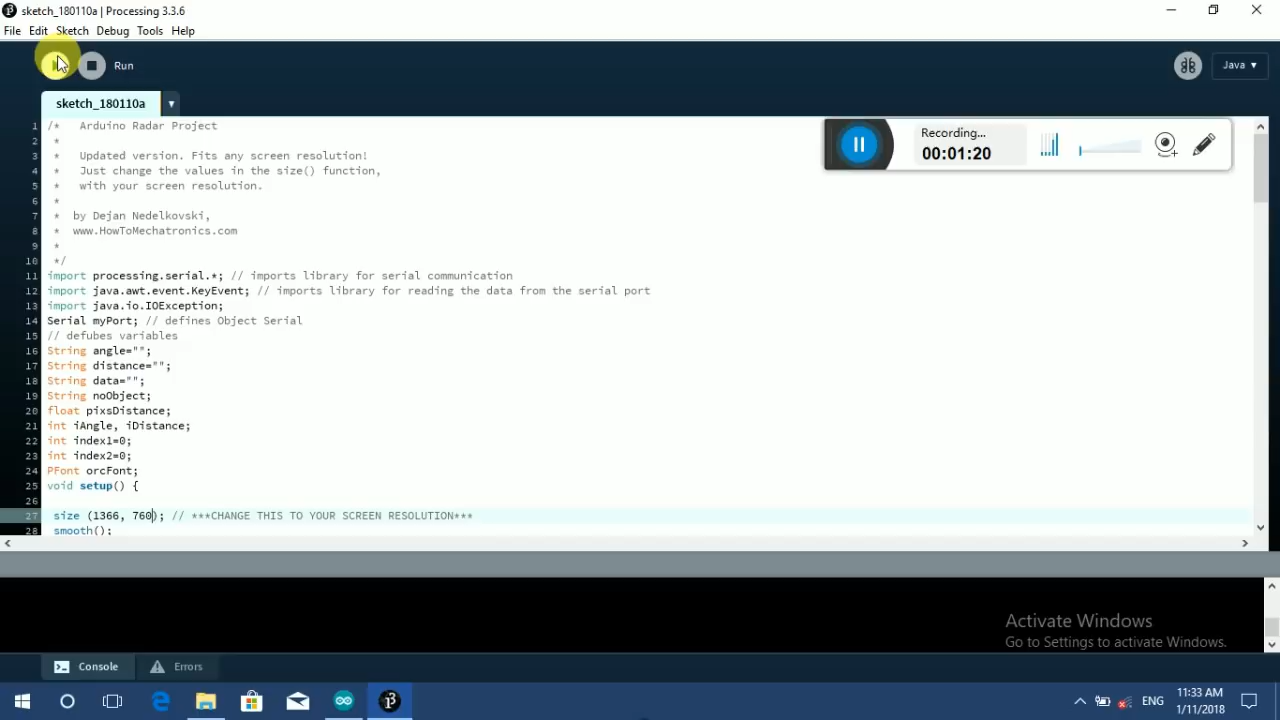 sketch_180110a | Processing 3.3.6
File Edit Sketch Debug Tools Help
Run
Java ▾
sketch_180110a
Recording...
00:01:20
1 /*   Arduino Radar Project
2  *
3  *   Updated version. Fits any screen resolution!
4  *   Just change the values in the size() function,
5  *   with your screen resolution.
6  *
7  *  by Dejan Nedelkovski,
8  *  www.HowToMechatronics.com
9  *
10  */
11 import processing.serial.*; // imports library for serial communication
12 import java.awt.event.KeyEvent; // imports library for reading the data from the serial port
13 import java.io.IOException;
14 Serial myPort; // defines Object Serial
15 // defubes variables
16 String angle="";
17 String distance="";
18 String data="";
19 String noObject;
20 float pixsDistance;
21 int iAngle, iDistance;
22 int index1=0;
23 int index2=0;
24 PFont orcFont;
25 void setup() {
26
27  size (1366, 760); // ***CHANGE THIS TO YOUR SCREEN RESOLUTION***
28  smooth();
Activate Windows
Go to Settings to activate Windows.
Console
Errors
ENG
11:33 AM
1/11/2018